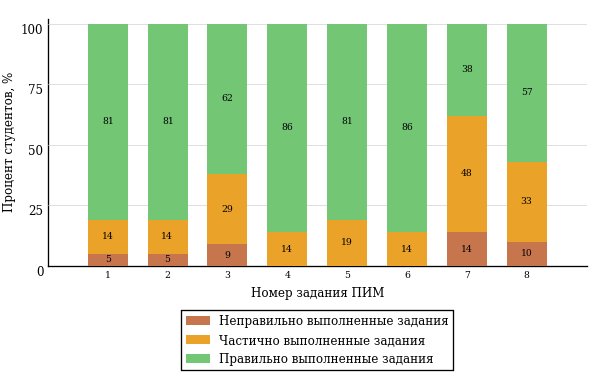 Процент студентов, %
100
75
50
25
0
81 81 62 86 81 86 38 57
14 14 29 14 19 14 48 33
5 5 9 14 10
1 2 3 4 5 6 7 8
Номер задания ПИМ
Неправильно выполненные задания
Частично выполненные задания
Правильно выполненные задания